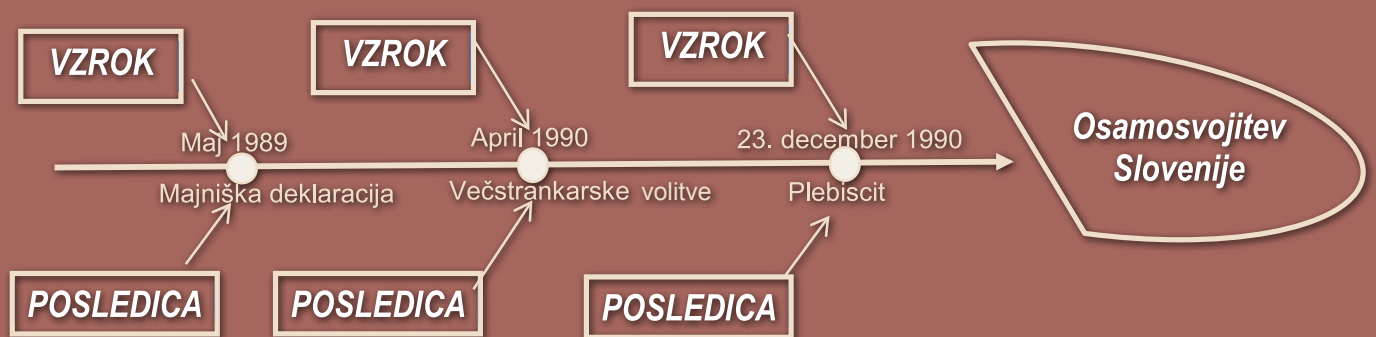 VZROK
VZROK
VZROK
Maj 1989
April 1990
23. december 1990
Osamosvojitev
Slovenije
Majniška deklaracija
Večstrankarske volitve
Plebiscit
POSLEDICA
POSLEDICA
POSLEDICA